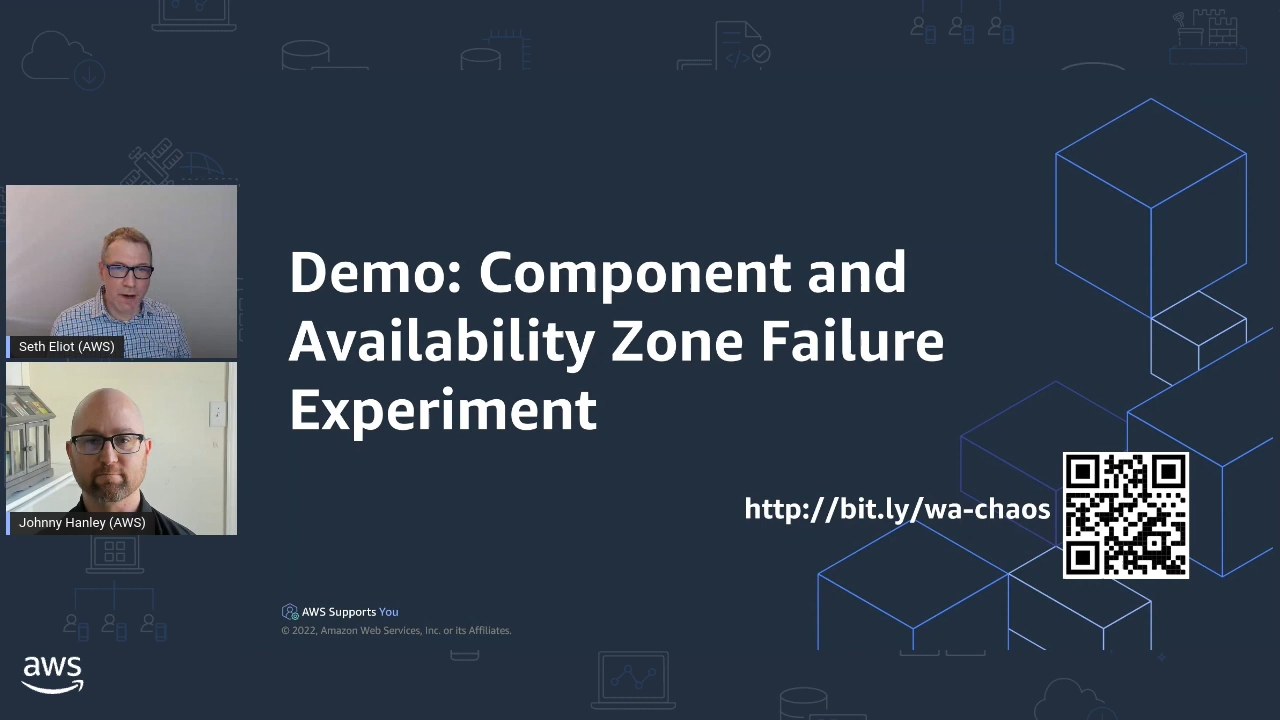 Demo: Component and
Availability Zone Failure
Experiment
http://bit.ly/wa-chaos
Seth Eliot (AWS)
Johnny Hanley (AWS)
AWS Supports You
© 2022, Amazon Web Services, Inc. or its Affiliates.
aws